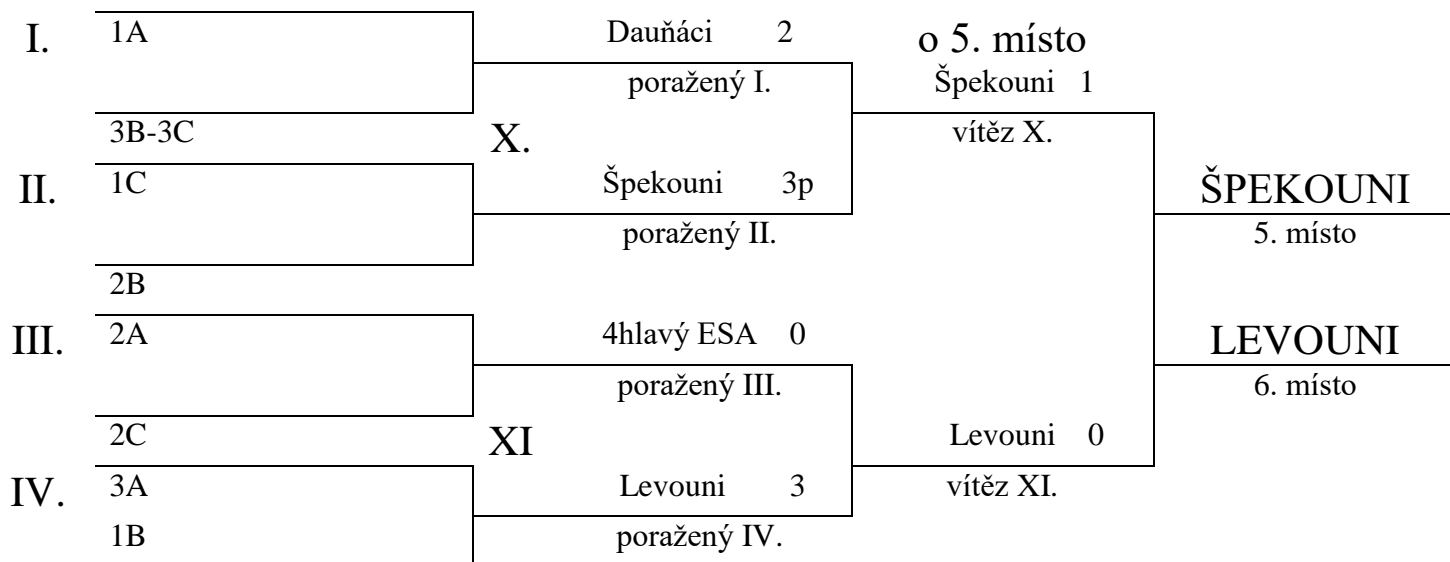 I.
1A
Dauňáci 2
o 5. místo
poražený I.
Špekouni 1
3B-3C
X.
vítěz X.
II.
1C
Špekouni 3p
ŠPEKOUNI
poražený II.
5. místo
2B
III.
2A
4hlavý ESA 0
LEVOUNI
poražený III.
6. místo
2C
XI
Levouni 0
IV.
3A
Levouni 3
vítěz XI.
1B
poražený IV.